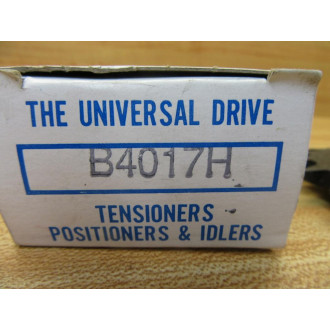 THE UNIVERSAL DRIVE
B4017H
TENSIONERS
POSITIONERS & IDLERS